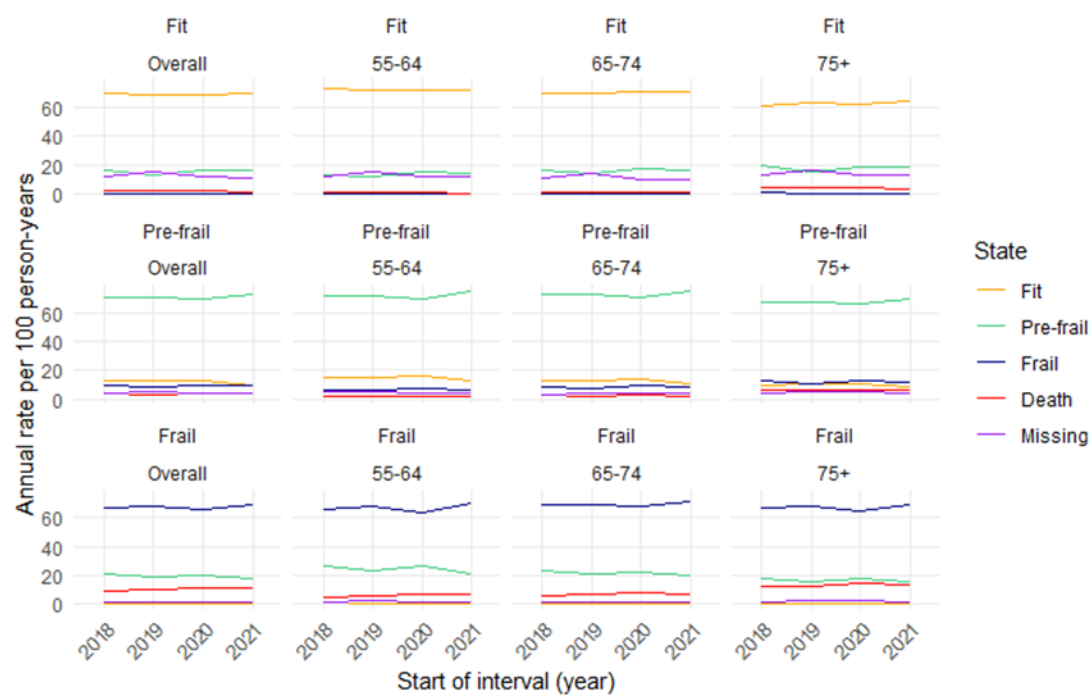 Fit Fit Fit Fit
Overall 55-64 65-74 75+
60
40
20
0
Pre-frail Pre-frail Pre-frail Pre-frail
Overall 55-64 65-74 75+
60
40
20
0
Frail Frail Frail Frail
Overall 55-64 65-74 75+
60
40
20
0
2018 2019 2020 2021 2018 2019 2020 2021 2018 2019 2020 2021 2018 2019 2020 2021
Start of interval (year)
Annual rate per 100 person-years
State
Fit
Pre-frail
Frail
Death
Missing